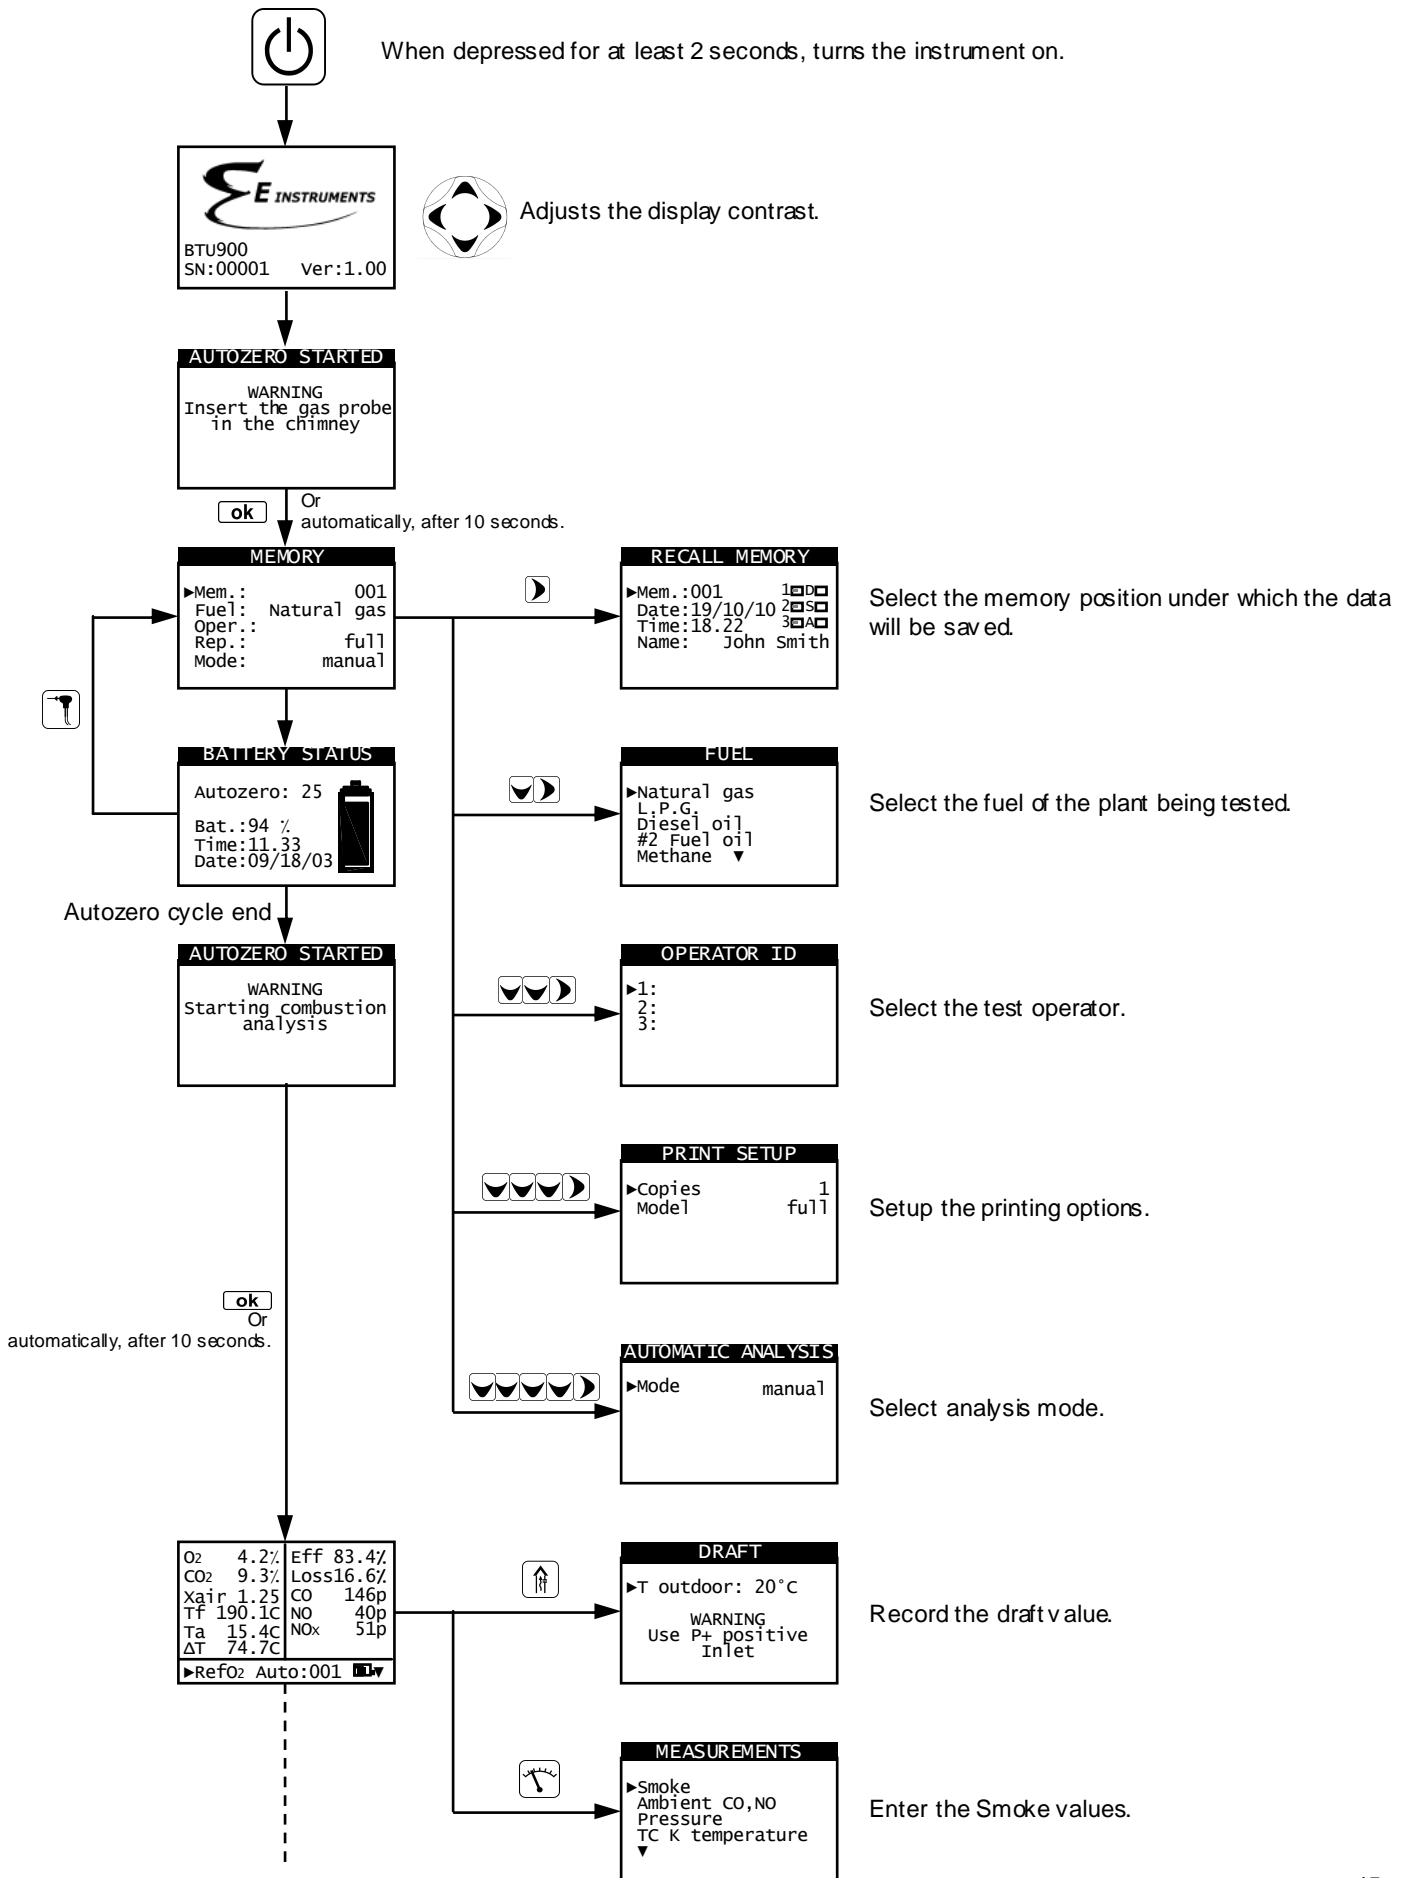 When depressed for at least 2 seconds, turns the instrument on.
E INSTRUMENTS
BTU900
SN:00001 Ver:1.00
Adjusts the display contrast.
AUTOZERO STARTED
WARNING
Insert the gas probe
in the chimney
ok
Or
automatically, after 10 seconds.
MEMORY
►Mem.: 001
Fuel: Natural gas
Oper.:
Rep.: full
Mode: manual
RECALL MEMORY
►Mem.:001 1 D
Date:19/10/10 2 S
Time:18.22 3 A
Name: John Smith
Select the memory position under which the data
will be saved.
BATTERY STATUS
Autozero: 25
Bat.:94 %
Time:11.33
Date:09/18/03
FUEL
►Natural gas
L.P.G.
Diesel oil
#2 Fuel oil
Methane ▼
Select the fuel of the plant being tested.
Autozero cycle end
AUTOZERO STARTED
WARNING
Starting combustion
analysis
OPERATOR ID
►1:
2:
3:
Select the test operator.
PRINT SETUP
►Copies 1
Model full
Setup the printing options.
ok
Or
automatically, after 10 seconds.
AUTOMATIC ANALYSIS
►Mode manual
Select analysis mode.
O2 4.2% Eff 83.4%
CO2 9.3% Loss16.6%
Xair 1.25 CO 146p
Tf 190.1C NO 40p
Ta 15.4C NOx 51p
ΔT 74.7C
►RefO2 Auto:001 ▼
DRAFT
►T outdoor: 20°C
WARNING
Use P+ positive
Inlet
Record the draft value.
MEASUREMENTS
►Smoke
Ambient CO,NO
Pressure
TC K temperature
▼
Enter the Smoke values.